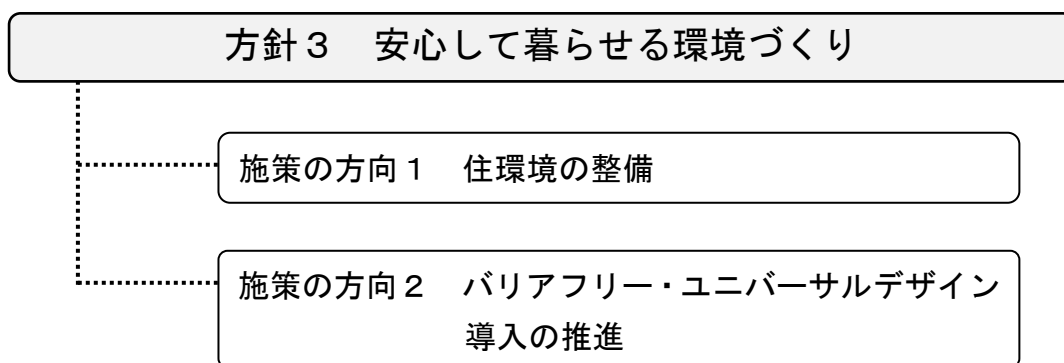 方針３　安心して暮らせる環境づくり
施策の方向１　住環境の整備
施策の方向２　バリアフリー・ユニバーサルデザイン
導入の推進